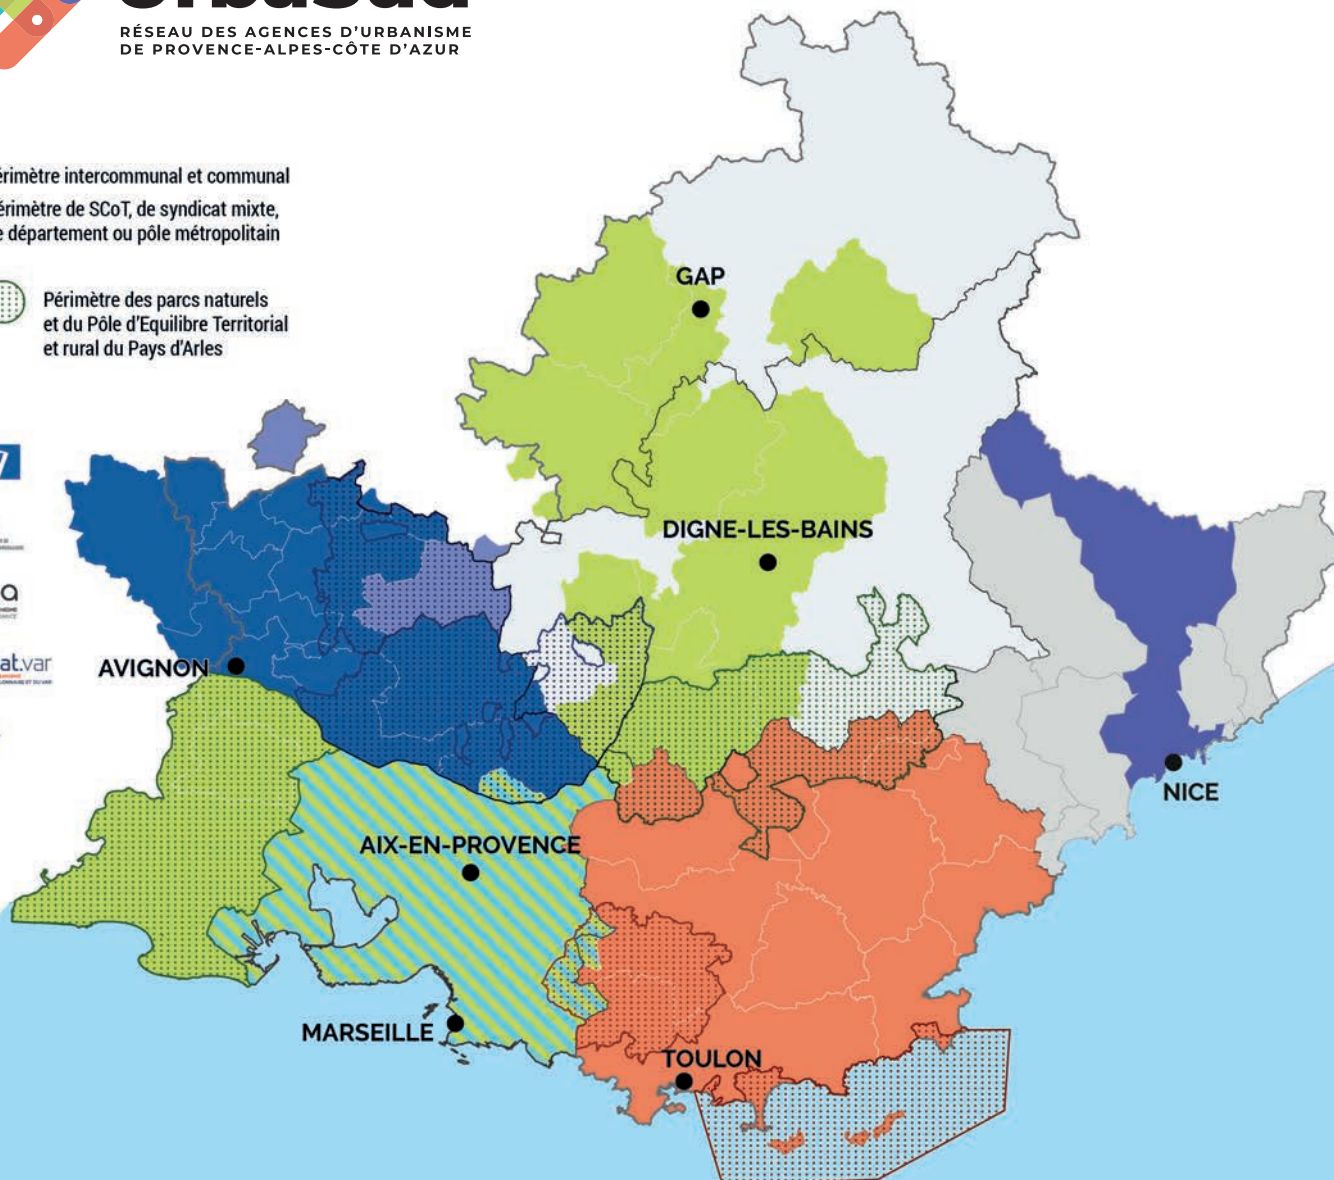 UrbaSud
RÉSEAU DES AGENCES D'URBANISME
DE PROVENCE-ALPES-CÔTE D'AZUR
érimètre intercommunal et communal
érimètre de SCoT, de syndicat mixte,
e département ou pôle métropolitain
Périmètre des parcs naturels
et du Pôle d'Equilibre Territorial
et rural du Pays d'Arles
a
at.var
GAP
DIGNE-LES-BAINS
AVIGNON
NICE
AIX-EN-PROVENCE
MARSEILLE
TOULON